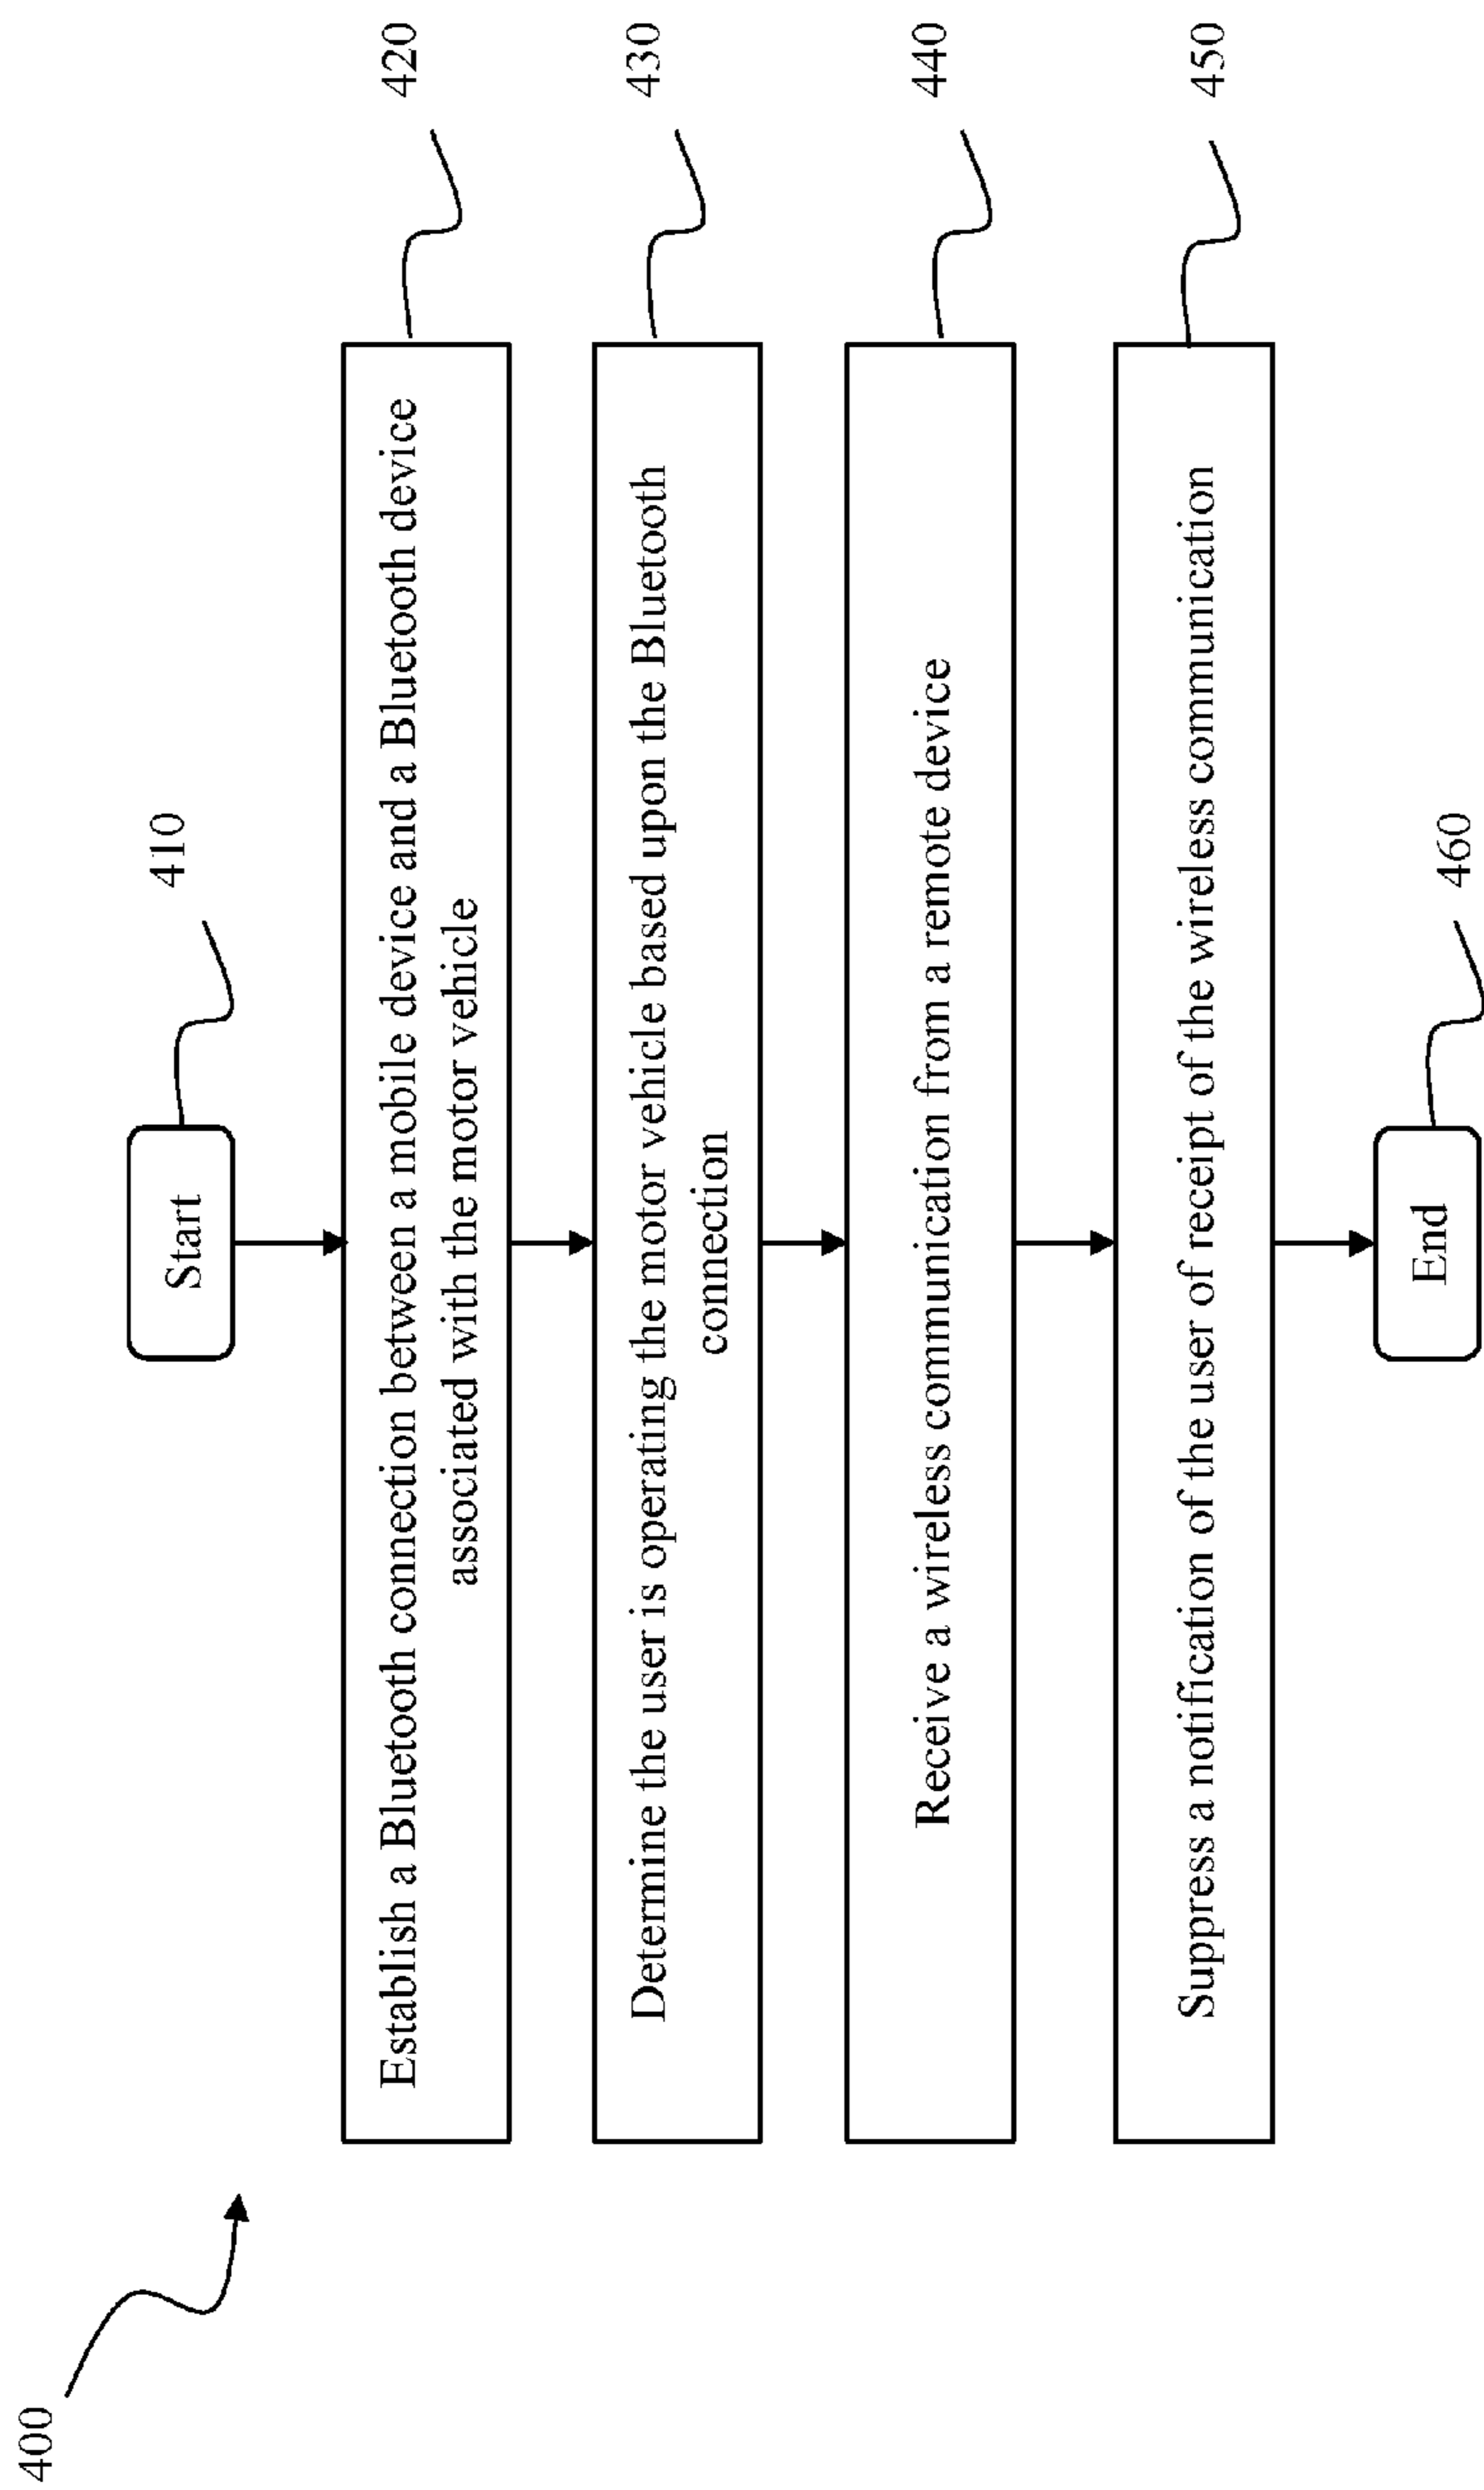 400
Start
410
Establish a Bluetooth connection between a mobile device and a Bluetooth device
associated with the motor vehicle
420
Determine the user is operating the motor vehicle based upon the Bluetooth
connection
430
Receive a wireless communication from a remote device
440
Suppress a notification of the user of receipt of the wireless communication
450
End
460